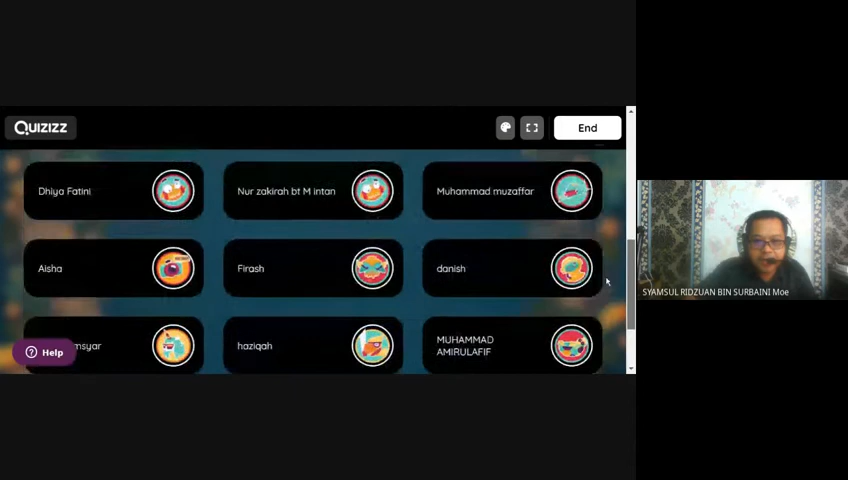 QUIZIZZ
End
Dhiya Fatini
Nur zakirah bt M intan
Muhammad muzaffar
Aisha
Firash
danish
msyar
haziqah
MUHAMMAD
AMIRULAFIF
Help
SYAMSUL RIDZUAN BIN SURBAINI Moe